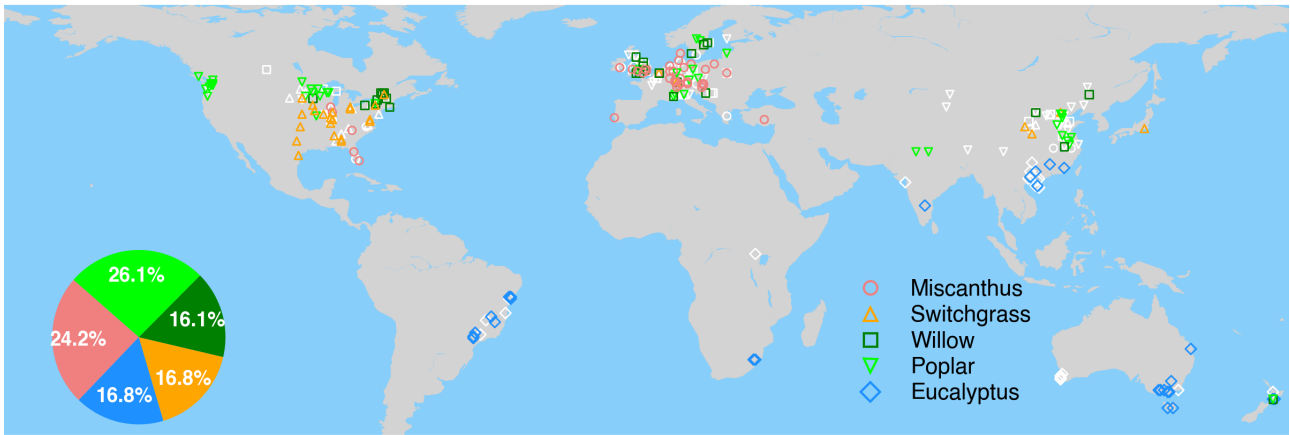 26.1%
16.1%
24.2%
16.8%
16.8%
Miscanthus
Switchgrass
Willow
Poplar
Eucalyptus